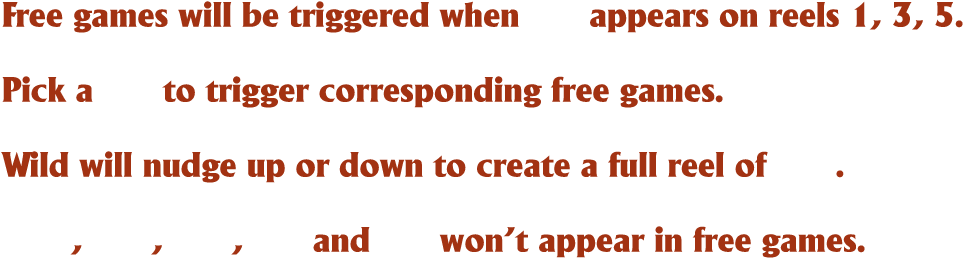 Free games will be triggered when appears on reels 1, 3, 5.
Pick a to trigger corresponding free games.
Wild will nudge up or down to create a full reel of .
, , , and won’t appear in free games.